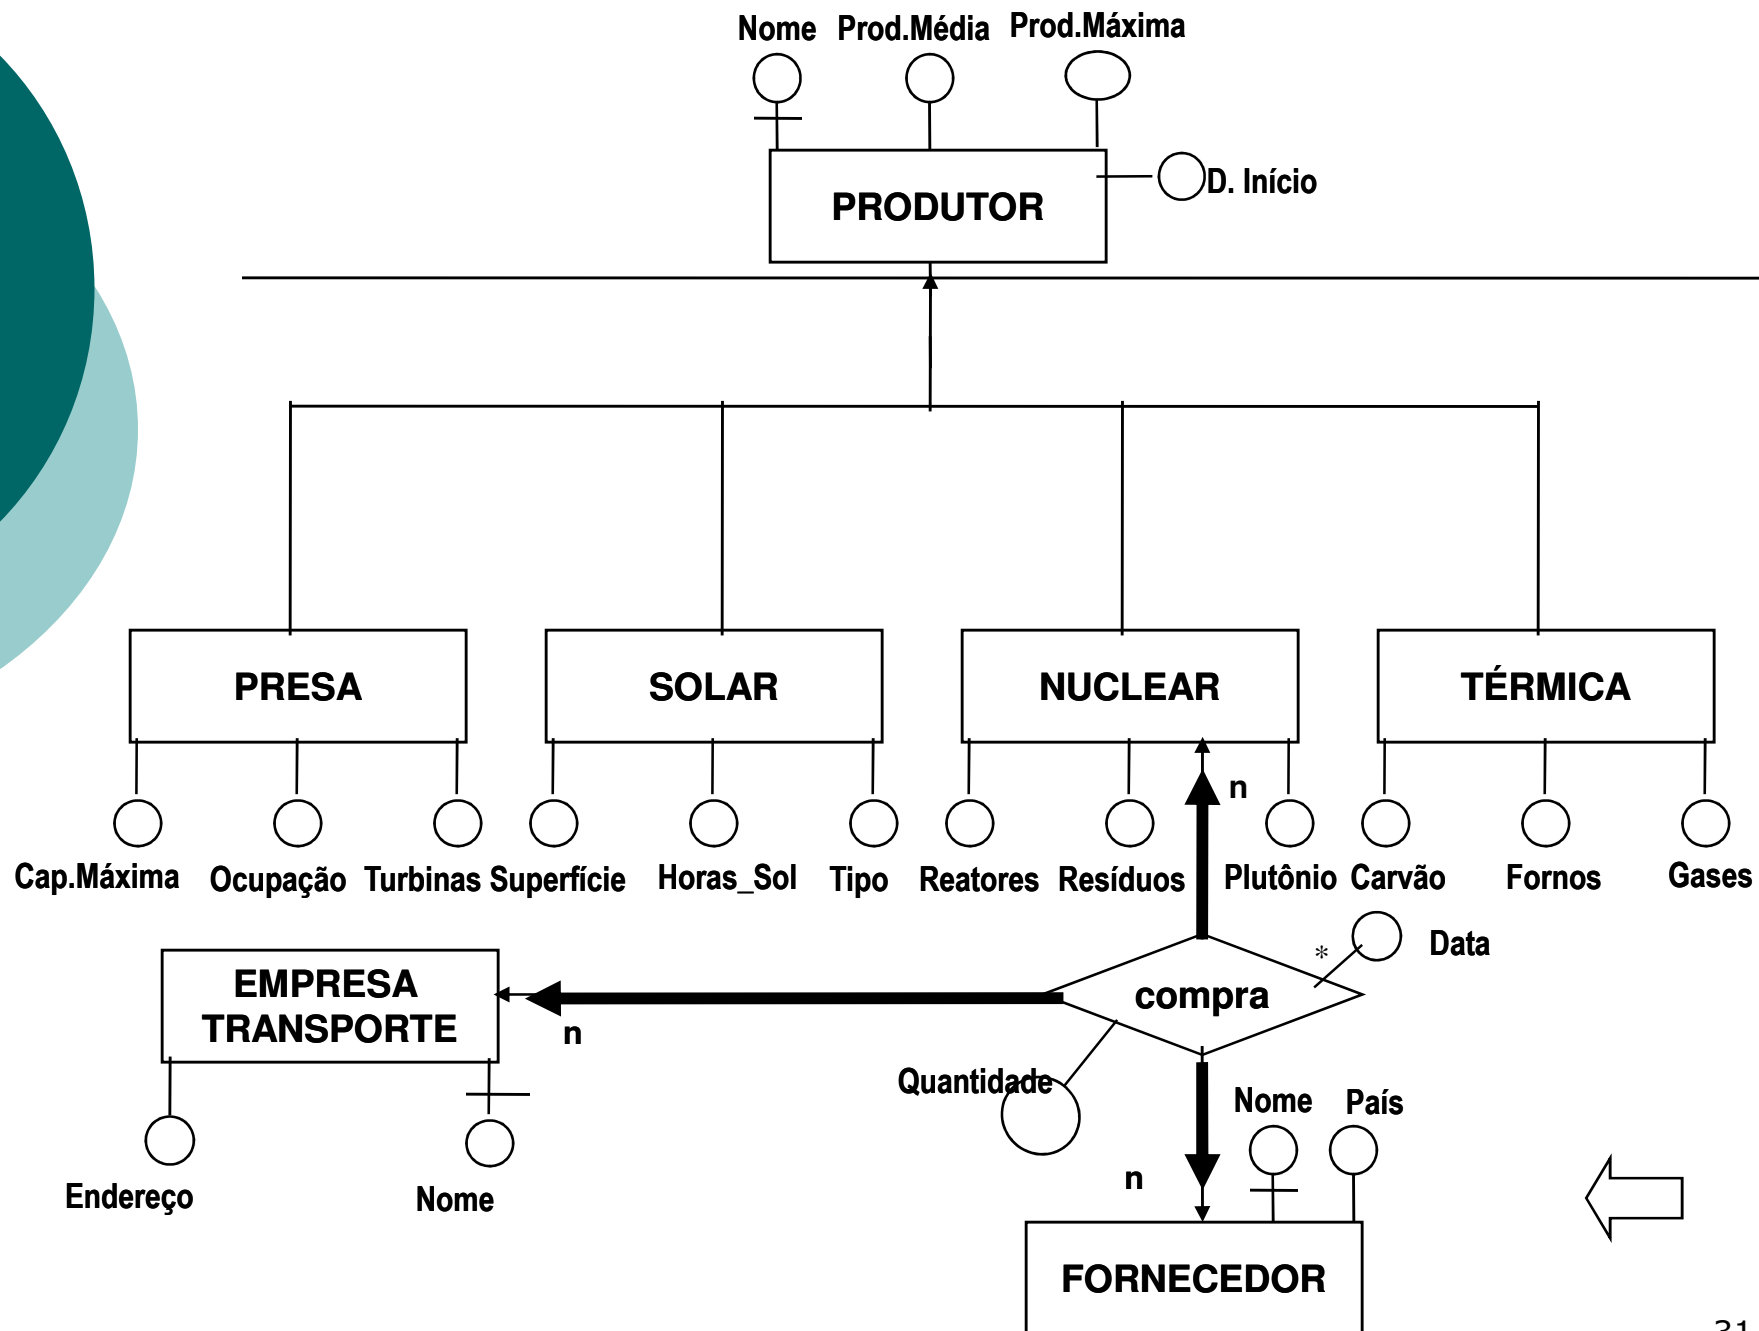 Nome Prod.Média Prod.Máxima
D. Início
PRODUTOR
PRESA SOLAR NUCLEAR TÉRMICA
n
Cap.Máxima Ocupação Turbinas Superfície Horas_Sol Tipo Reatores Resíduos Plutônio Carvão Fornos Gases
* Data
EMPRESA
TRANSPORTE
compra
n
Quantidade
Nome País
n
Endereço Nome
FORNECEDOR
31